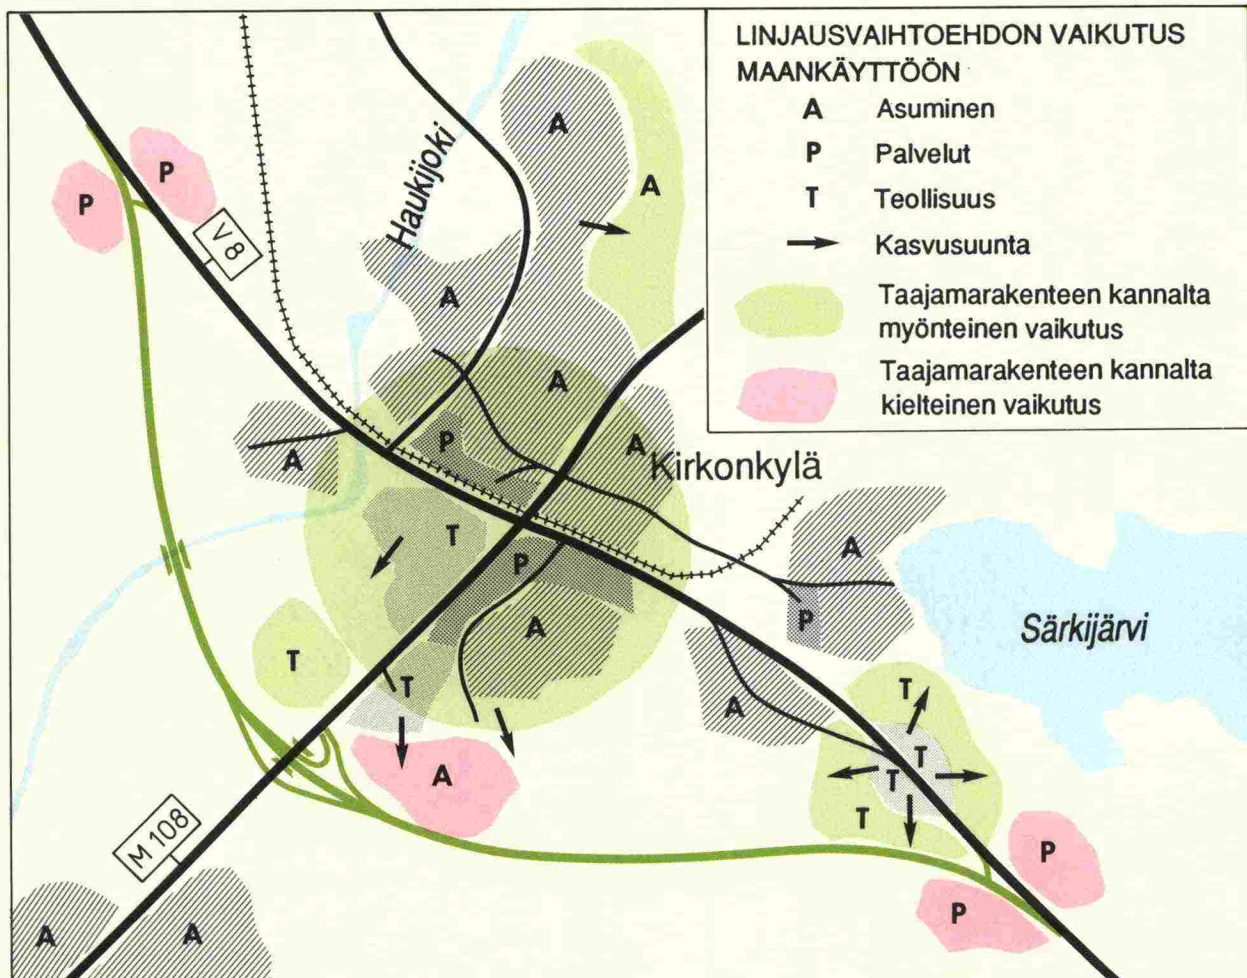 LINJAUSVAIHTOEHDON VAIKUTUS
MAANKÄYTTÖÖN
A Asuminen
P Palvelut
T Teollisuus
Kasvusuunta
Taajamarakenteen kannalta
myönteinen vaikutus
Taajamarakenteen kannalta
kielteinen vaikutus
A
P
A
P
Haukijoki
V 8
A
A
P
A
A
Kirkonkylä
T
A
P
A
P
Särkijärvi
T
T
T
A
A
T
T
T
P
P
M 108
A
A